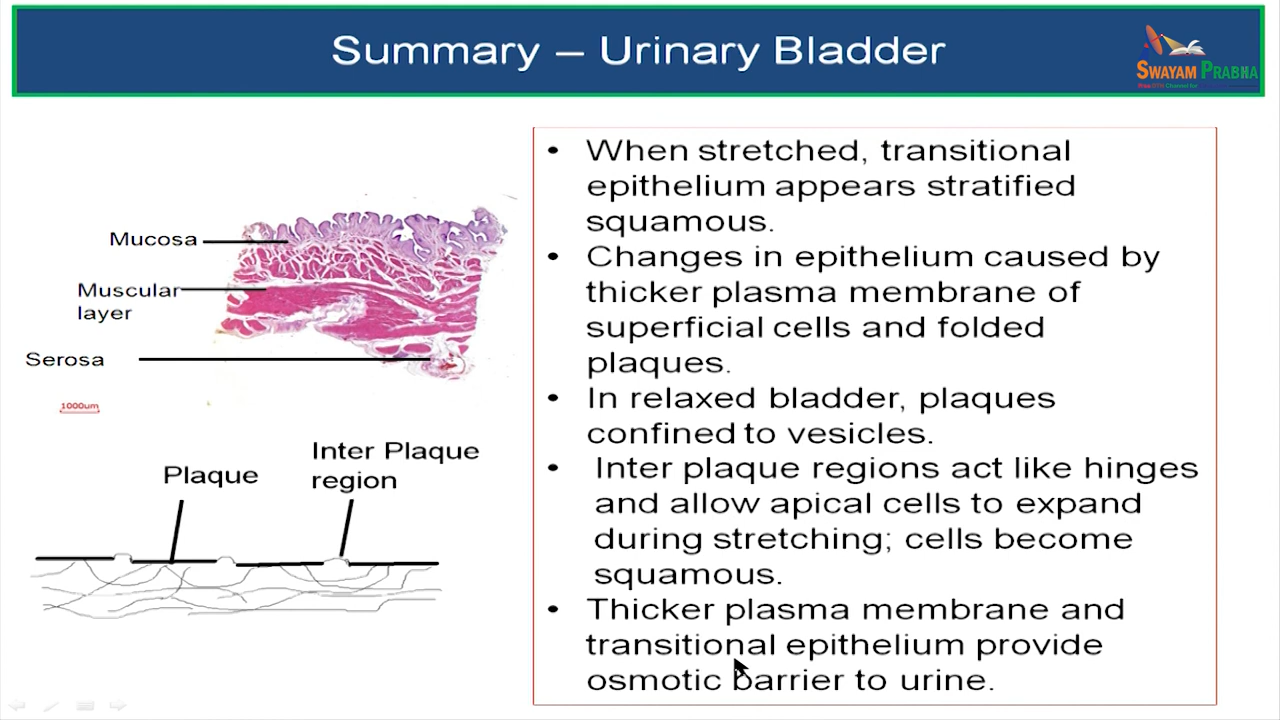 Summary – Urinary Bladder
SWAYAM PRABHA
Mucosa
Muscular
layer
Serosa
1000um
Plaque
Inter Plaque
region
• When stretched, transitional
epithelium appears stratified
squamous.
• Changes in epithelium caused by
thicker plasma membrane of
superficial cells and folded
plaques.
• In relaxed bladder, plaques
confined to vesicles.
• Inter plaque regions act like hinges
and allow apical cells to expand
during stretching; cells become
squamous.
• Thicker plasma membrane and
transitional epithelium provide
osmotic barrier to urine.